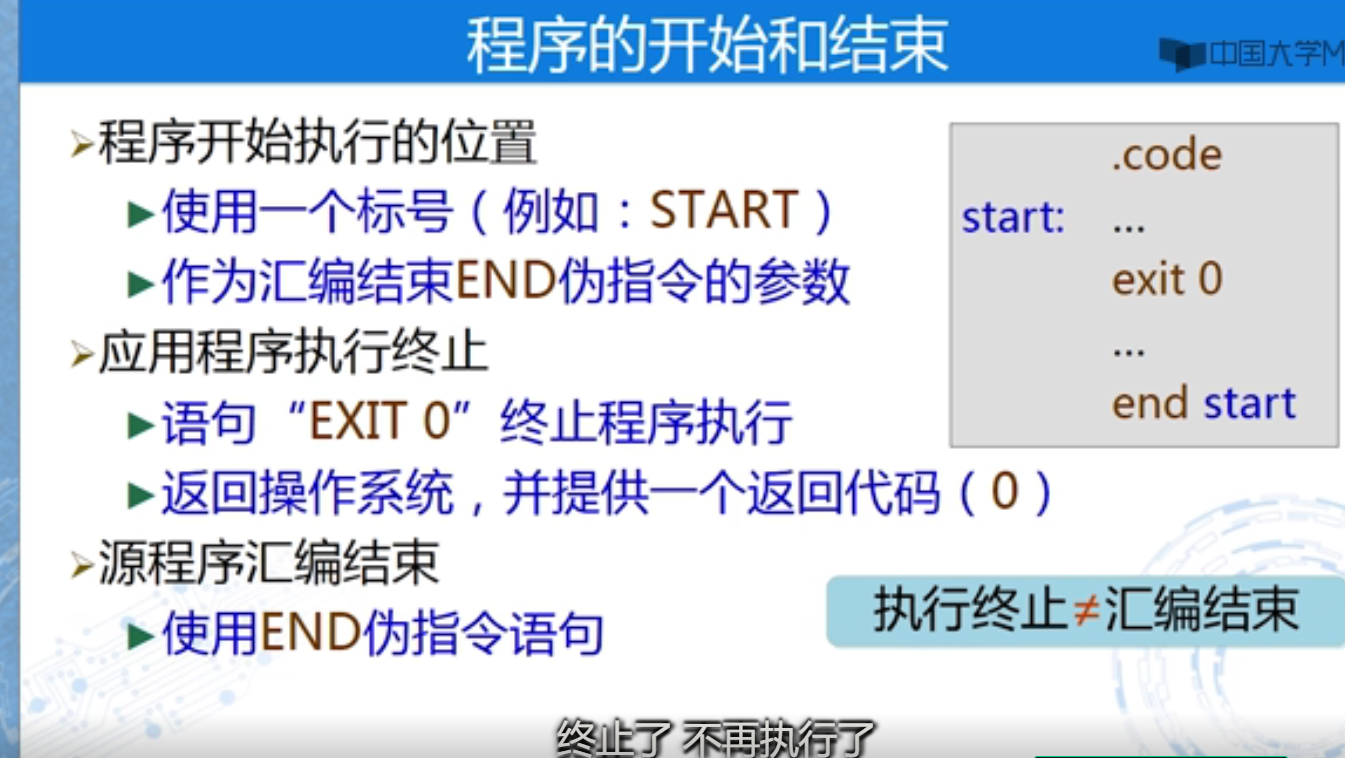 程序的开始和结束
中国大学M
程序开始执行的位置
使用一个标号（例如：START）
作为汇编结束END伪指令的参数
应用程序执行终止
语句“EXIT 0”终止程序执行
返回操作系统，并提供一个返回代码（0）
源程序汇编结束
使用END伪指令语句
.code
start: ...
exit 0
...
end start
执行终止≠汇编结束
终止了 不再执行了